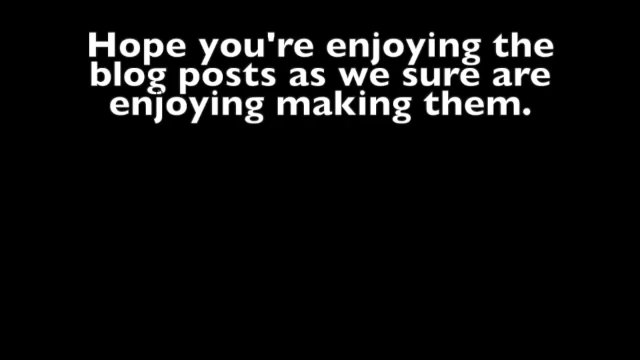 Hope you're enjoying the
blog posts as we sure are
enjoying making them.